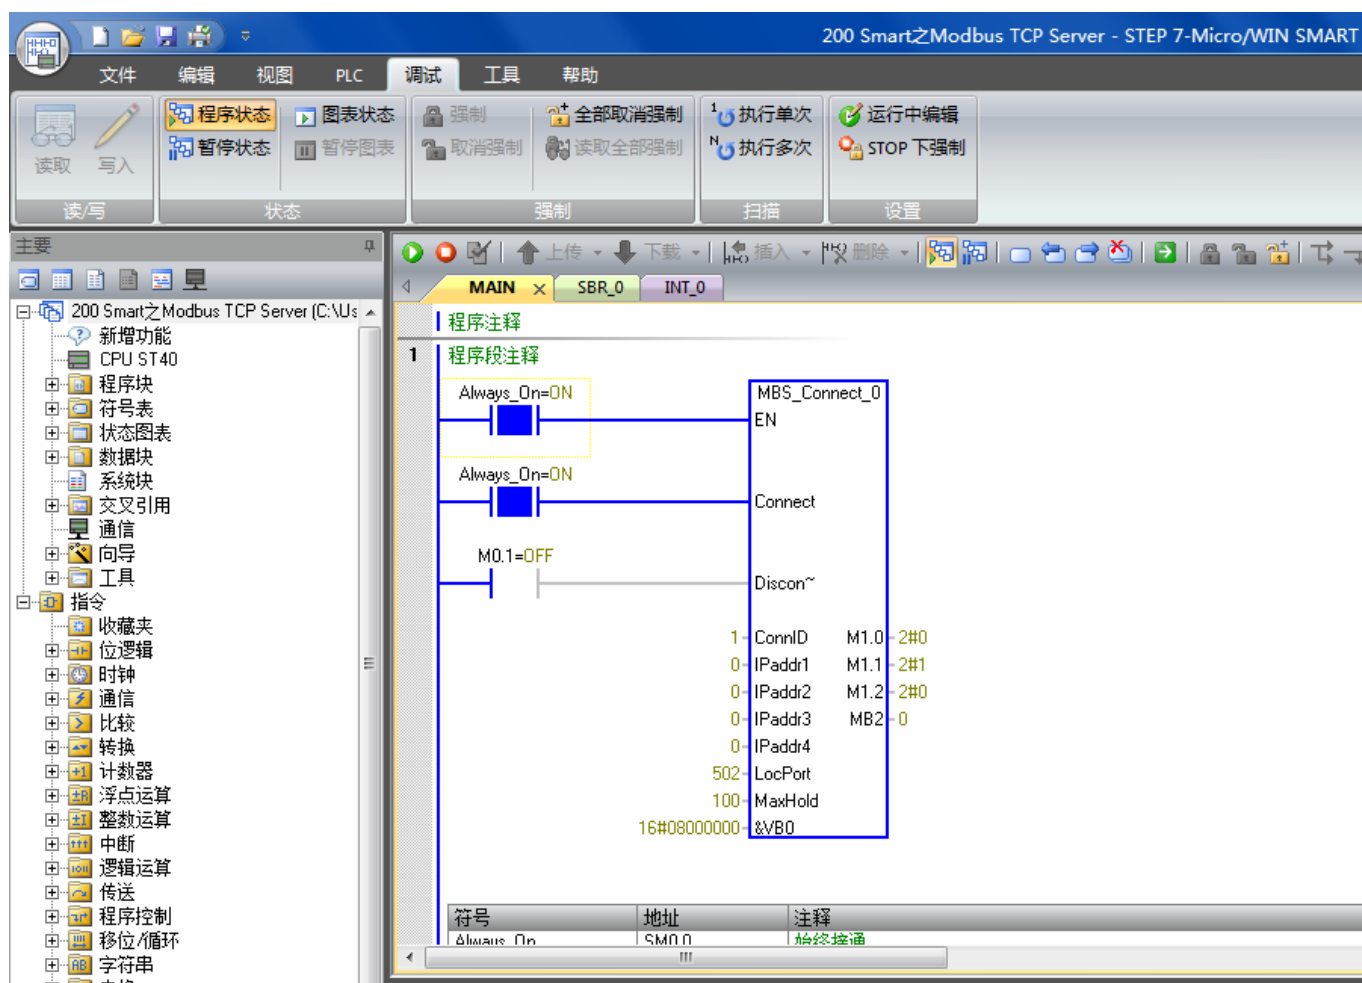 200 Smart之Modbus TCP Server - STEP 7-Micro/WIN SMART
文件 编辑 视图 PLC 调试 工具 帮助
读取 写入
读/写
程序状态 图表状态
暂停状态 暂停图表
状态
强制 全部取消强制
取消强制 读取全部强制
强制
1 执行单次
N 执行多次
扫描
运行中编辑
STOP 下强制
设置
主要
上传 下载 插入 删除
200 Smart之Modbus TCP Server (C:\Us
新增功能
CPU ST40
程序块
符号表
状态图表
数据块
系统块
交叉引用
通信
向导
工具
指令
收藏夹
位逻辑
时钟
通信
比较
转换
计数器
浮点运算
整数运算
中断
逻辑运算
传送
程序控制
移位/循环
字符串
MAIN SBR_0 INT_0
程序注释
1 程序段注释
Always_On=ON MBS_Connect_0
EN
Always_On=ON
Connect
M0.1=OFF
Discon~
1 ConnID M1.0 2#0
0 IPaddr1 M1.1 2#1
0 IPaddr2 M1.2 2#0
0 IPaddr3 MB2 0
0 IPaddr4
502 LocPort
100 MaxHold
16#08000000 &VB0
符号 地址 注释
Always_On SM0.0 始终接通